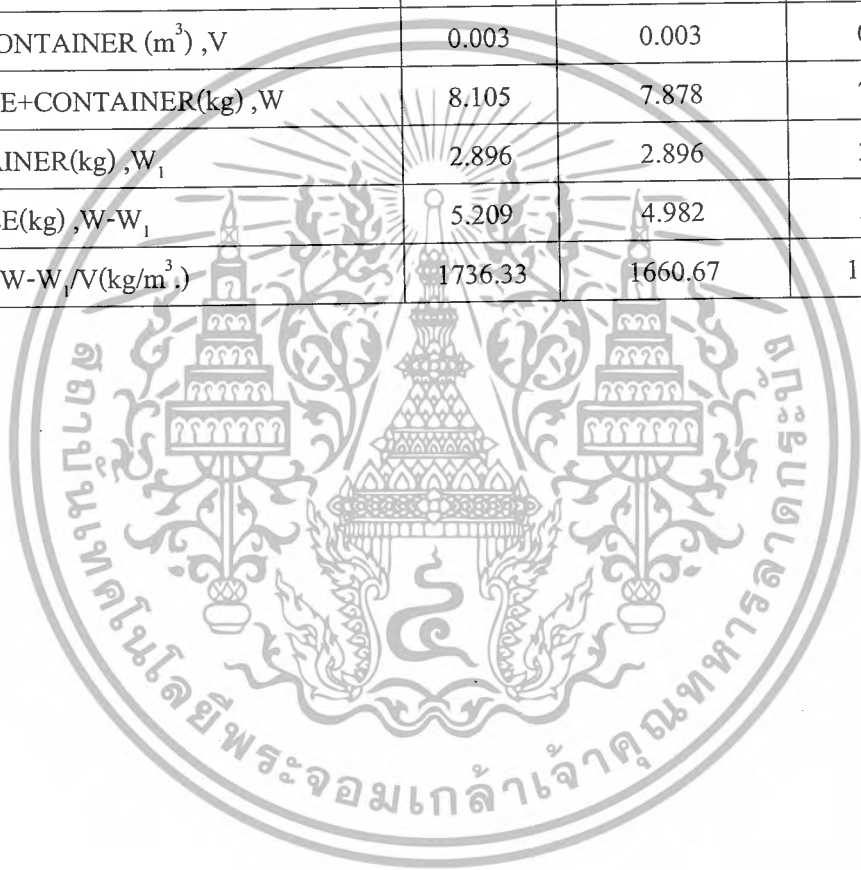 ONTAINER (m³) ,V 0.003 0.003
E+CONTAINER(kg) ,W 8.105 7.878
AINER(kg) ,W₁ 2.896 2.896
E(kg) ,W-W₁ 5.209 4.982
W-W₁/V(kg/m³.) 1736.33 1660.67 1
สถาบันเทคโนโลยีพระจอมเกล้าเจ้าคุณทหารลาดกระบัง